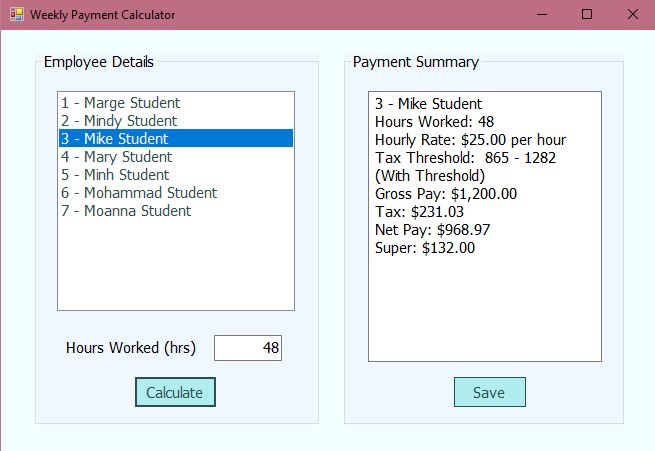 Weekly Payment Calculator
Employee Details
1 - Marge Student
2 - Mindy Student
3 - Mike Student
4 - Mary Student
5 - Minh Student
6 - Mohammad Student
7 - Moanna Student
Hours Worked (hrs) 48
Calculate
Payment Summary
3 - Mike Student
Hours Worked: 48
Hourly Rate: $25.00 per hour
Tax Threshold:  865 - 1282
(With Threshold)
Gross Pay: $1,200.00
Tax: $231.03
Net Pay: $968.97
Super: $132.00
Save